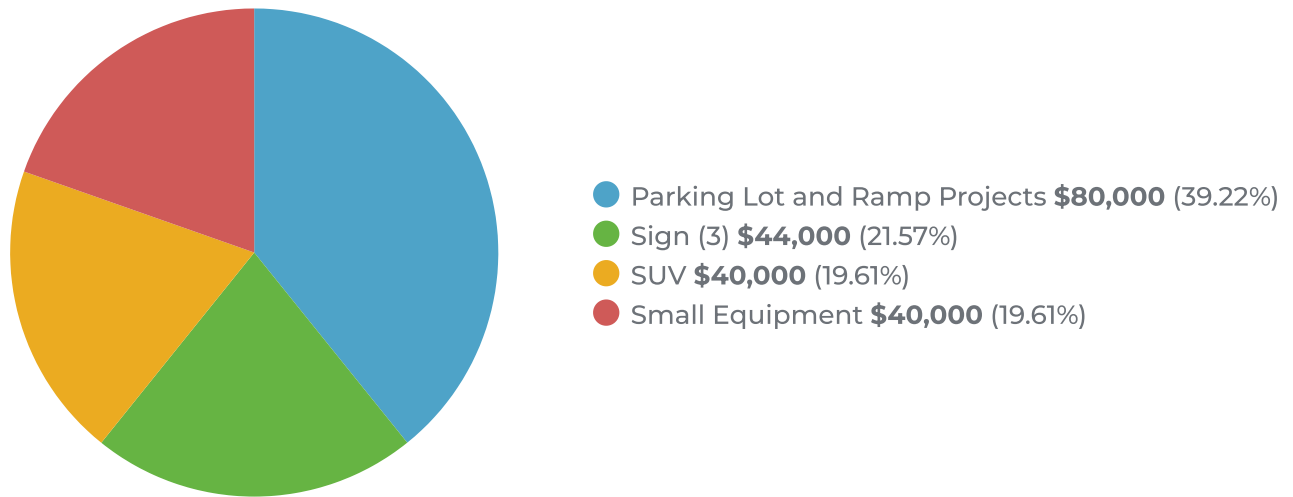 Parking Lot and Ramp Projects $80,000 (39.22%)
Sign (3) $44,000 (21.57%)
SUV $40,000 (19.61%)
Small Equipment $40,000 (19.61%)